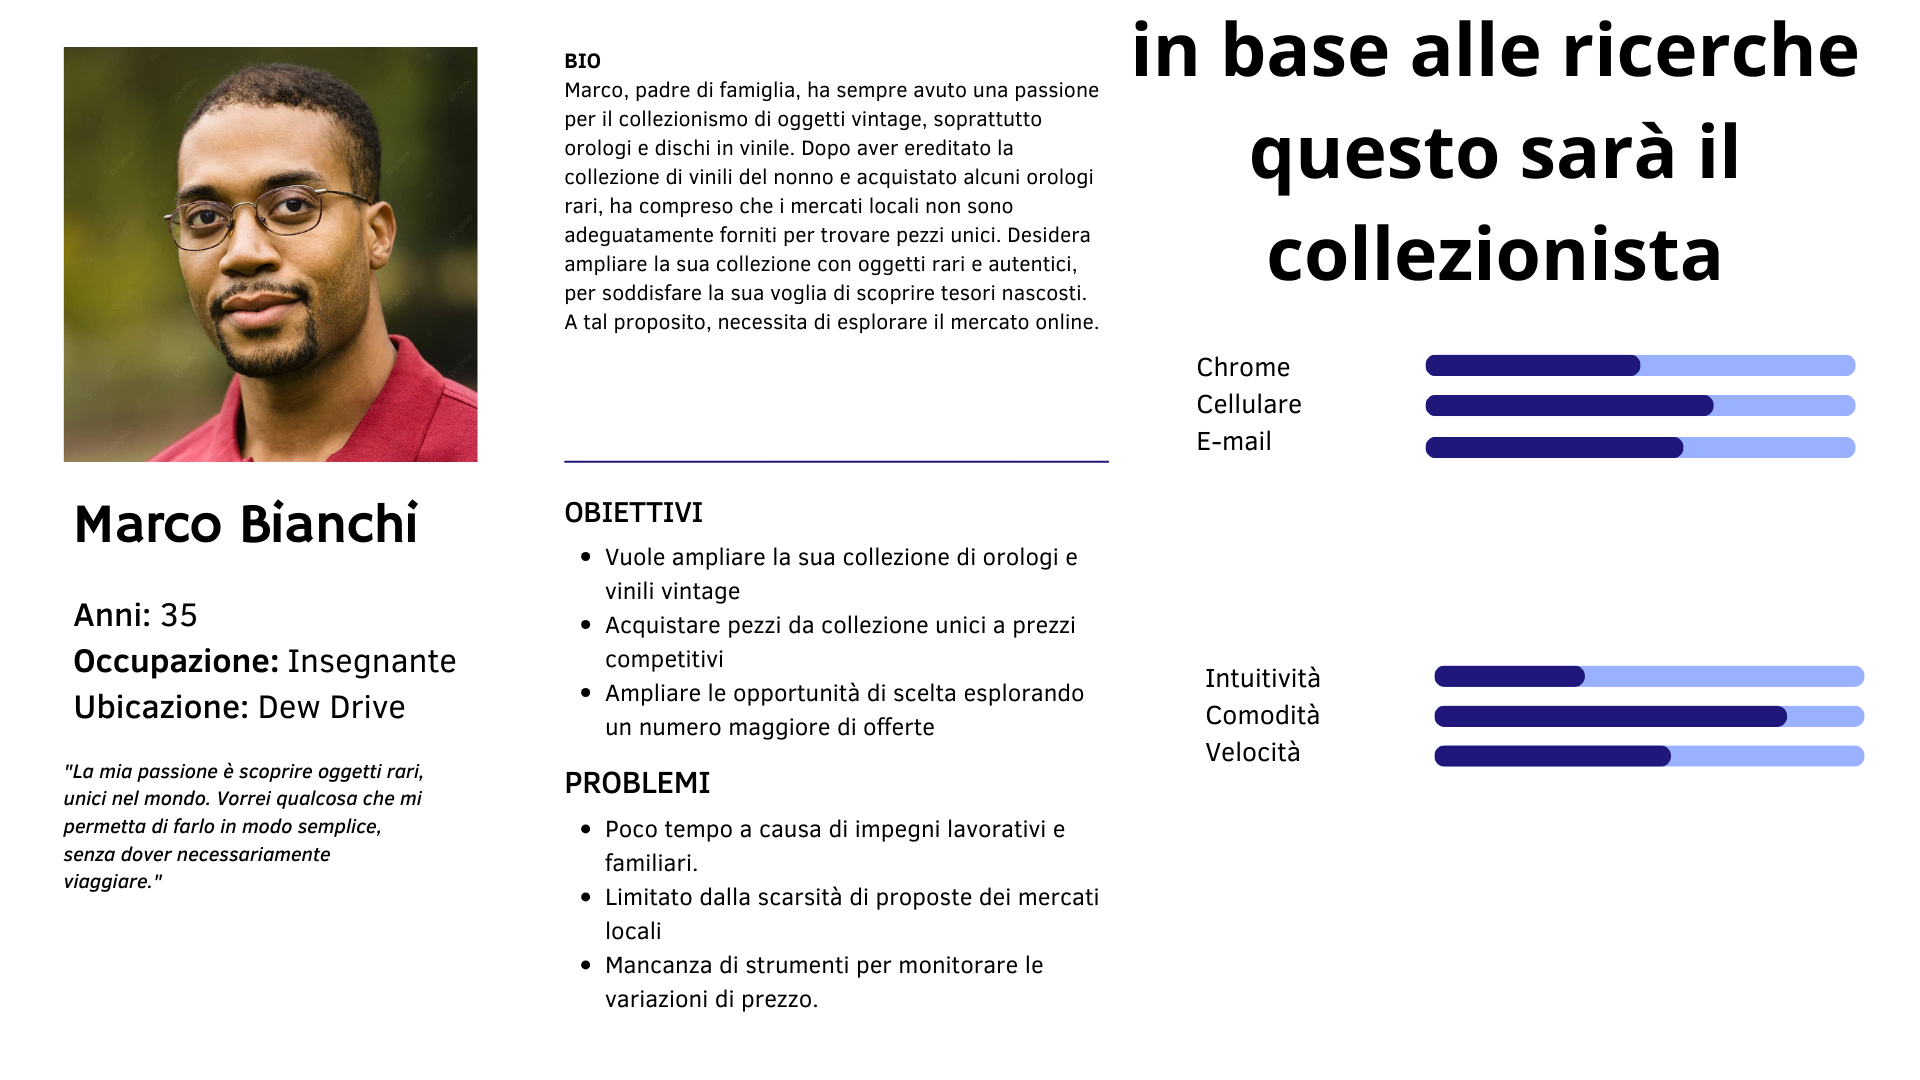 in base alle ricerche
questo sarà il
collezionista
BIO
Marco, padre di famiglia, ha sempre avuto una passione
per il collezionismo di oggetti vintage, soprattutto
orologi e dischi in vinile. Dopo aver ereditato la
collezione di vinili del nonno e acquistato alcuni orologi
rari, ha compreso che i mercati locali non sono
adeguatamente forniti per trovare pezzi unici. Desidera
ampliare la sua collezione con oggetti rari e autentici,
per soddisfare la sua voglia di scoprire tesori nascosti.
A tal proposito, necessita di esplorare il mercato online.
Marco Bianchi
Anni: 35
Occupazione: Insegnante
Ubicazione: Dew Drive
"La mia passione è scoprire oggetti rari,
unici nel mondo. Vorrei qualcosa che mi
permetta di farlo in modo semplice,
senza dover necessariamente
viaggiare."
OBIETTIVI
• Vuole ampliare la sua collezione di orologi e
vinili vintage
• Acquistare pezzi da collezione unici a prezzi
competitivi
• Ampliare le opportunità di scelta esplorando
un numero maggiore di offerte
PROBLEMI
• Poco tempo a causa di impegni lavorativi e
familiari.
• Limitato dalla scarsità di proposte dei mercati
locali
• Mancanza di strumenti per monitorare le
variazioni di prezzo.
Chrome
Cellulare
E-mail
Intuitività
Comodità
Velocità